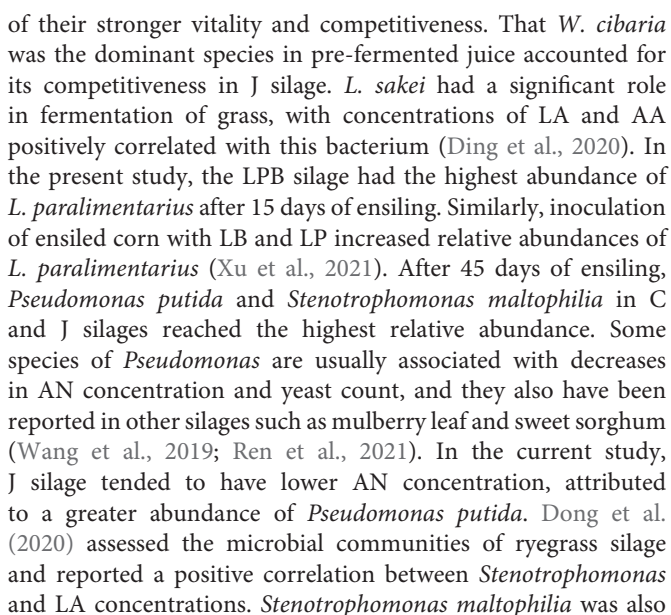 of their stronger vitality and competitiveness. That W. cibaria
was the dominant species in pre-fermented juice accounted for
its competitiveness in J silage. L. sakei had a significant role
in fermentation of grass, with concentrations of LA and AA
positively correlated with this bacterium (Ding et al., 2020). In
the present study, the LPB silage had the highest abundance of
L. paralimentarius after 15 days of ensiling. Similarly, inoculation
of ensiled corn with LB and LP increased relative abundances of
L. paralimentarius (Xu et al., 2021). After 45 days of ensiling,
Pseudomonas putida and Stenotrophomonas maltophilia in C
and J silages reached the highest relative abundance. Some
species of Pseudomonas are usually associated with decreases
in AN concentration and yeast count, and they also have been
reported in other silages such as mulberry leaf and sweet sorghum
(Wang et al., 2019; Ren et al., 2021). In the current study,
J silage tended to have lower AN concentration, attributed
to a greater abundance of Pseudomonas putida. Dong et al.
(2020) assessed the microbial communities of ryegrass silage
and reported a positive correlation between Stenotrophomonas
and LA concentrations. Stenotrophomonas maltophilia was also